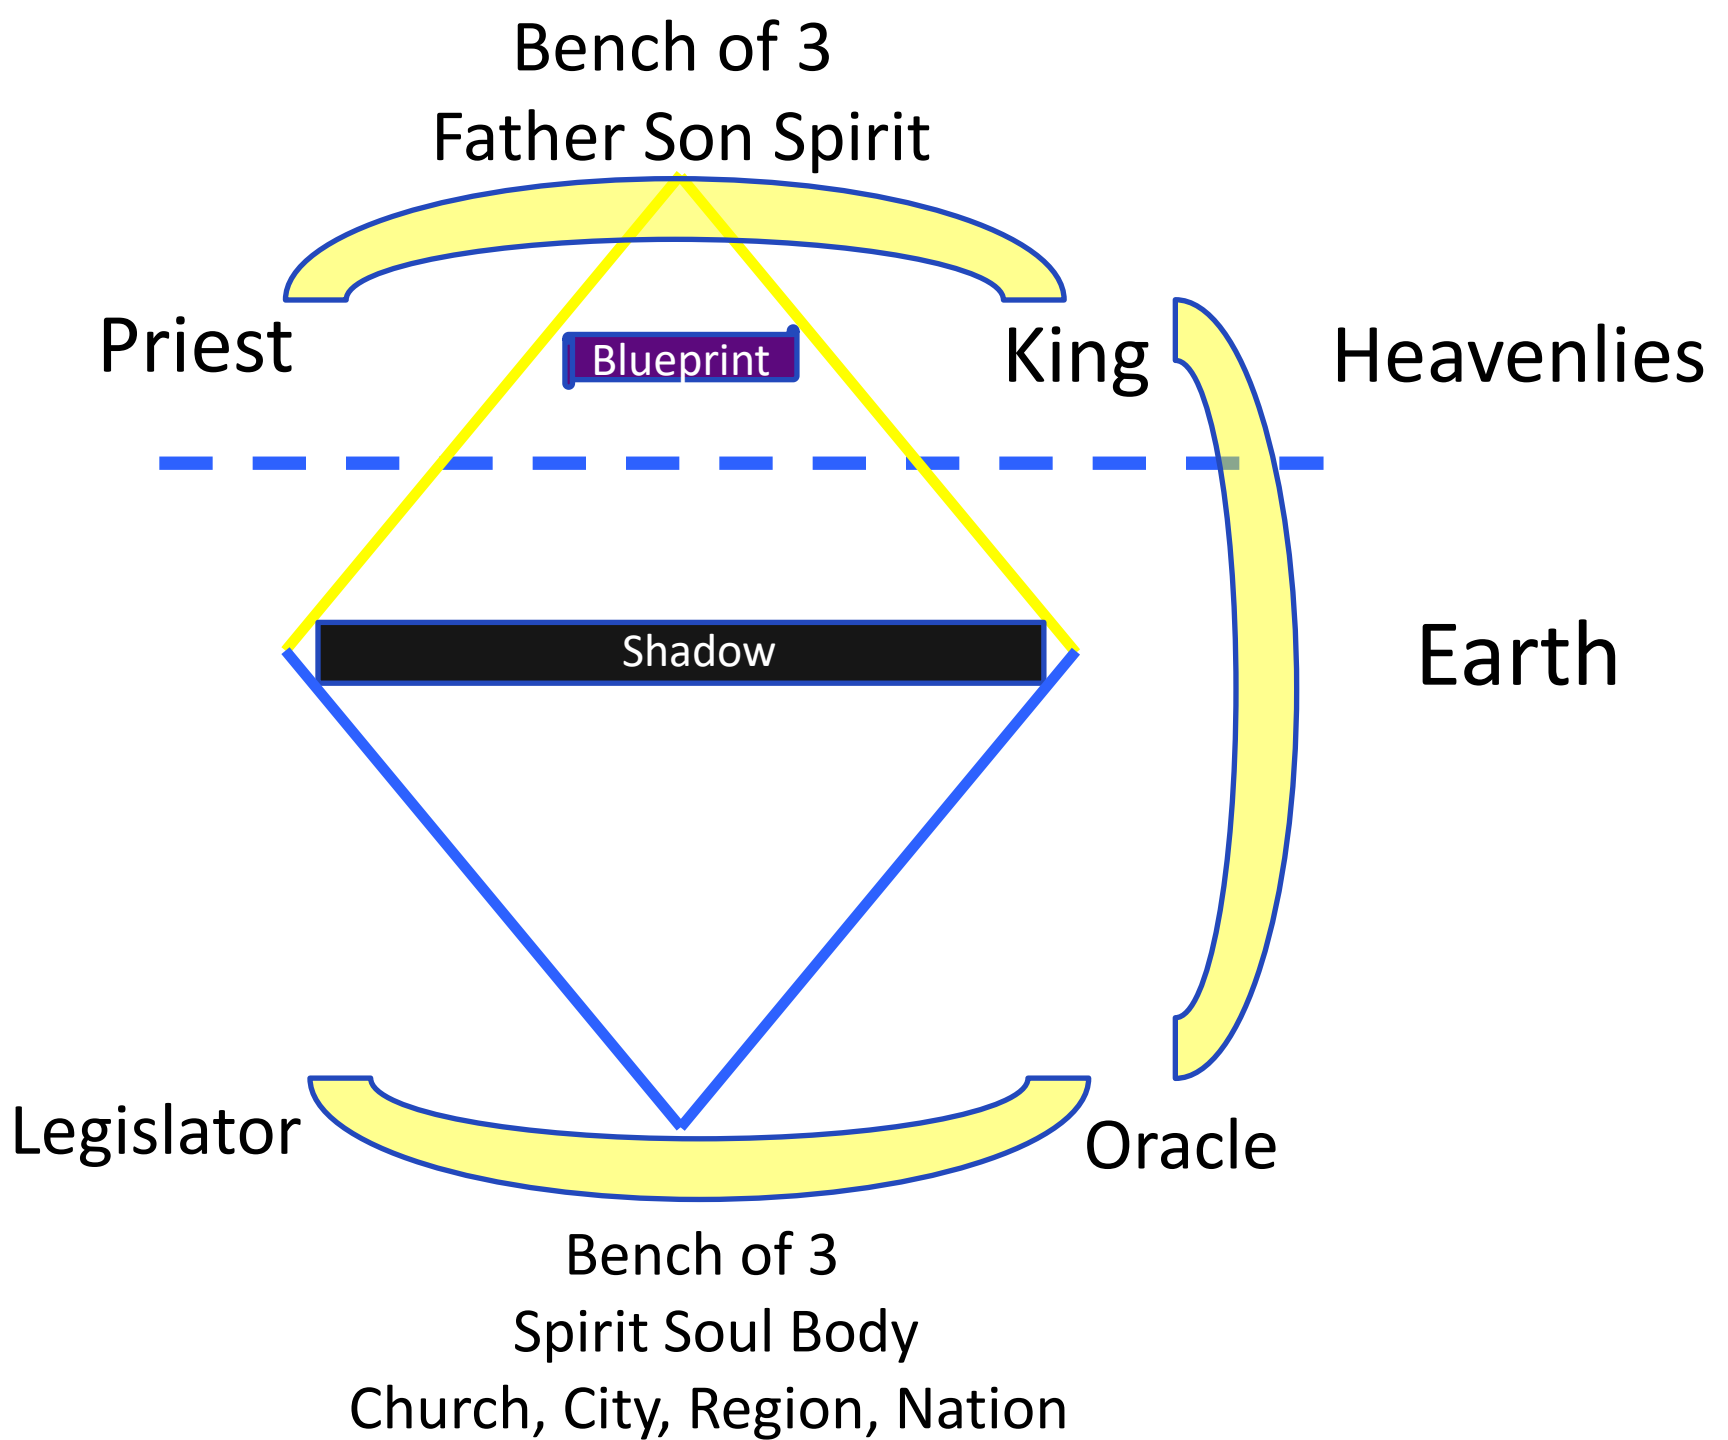 Bench of 3
Father Son Spirit
Priest
Blueprint
King
Heavenlies
Shadow
Earth
Legislator
Oracle
Bench of 3
Spirit Soul Body
Church, City, Region, Nation